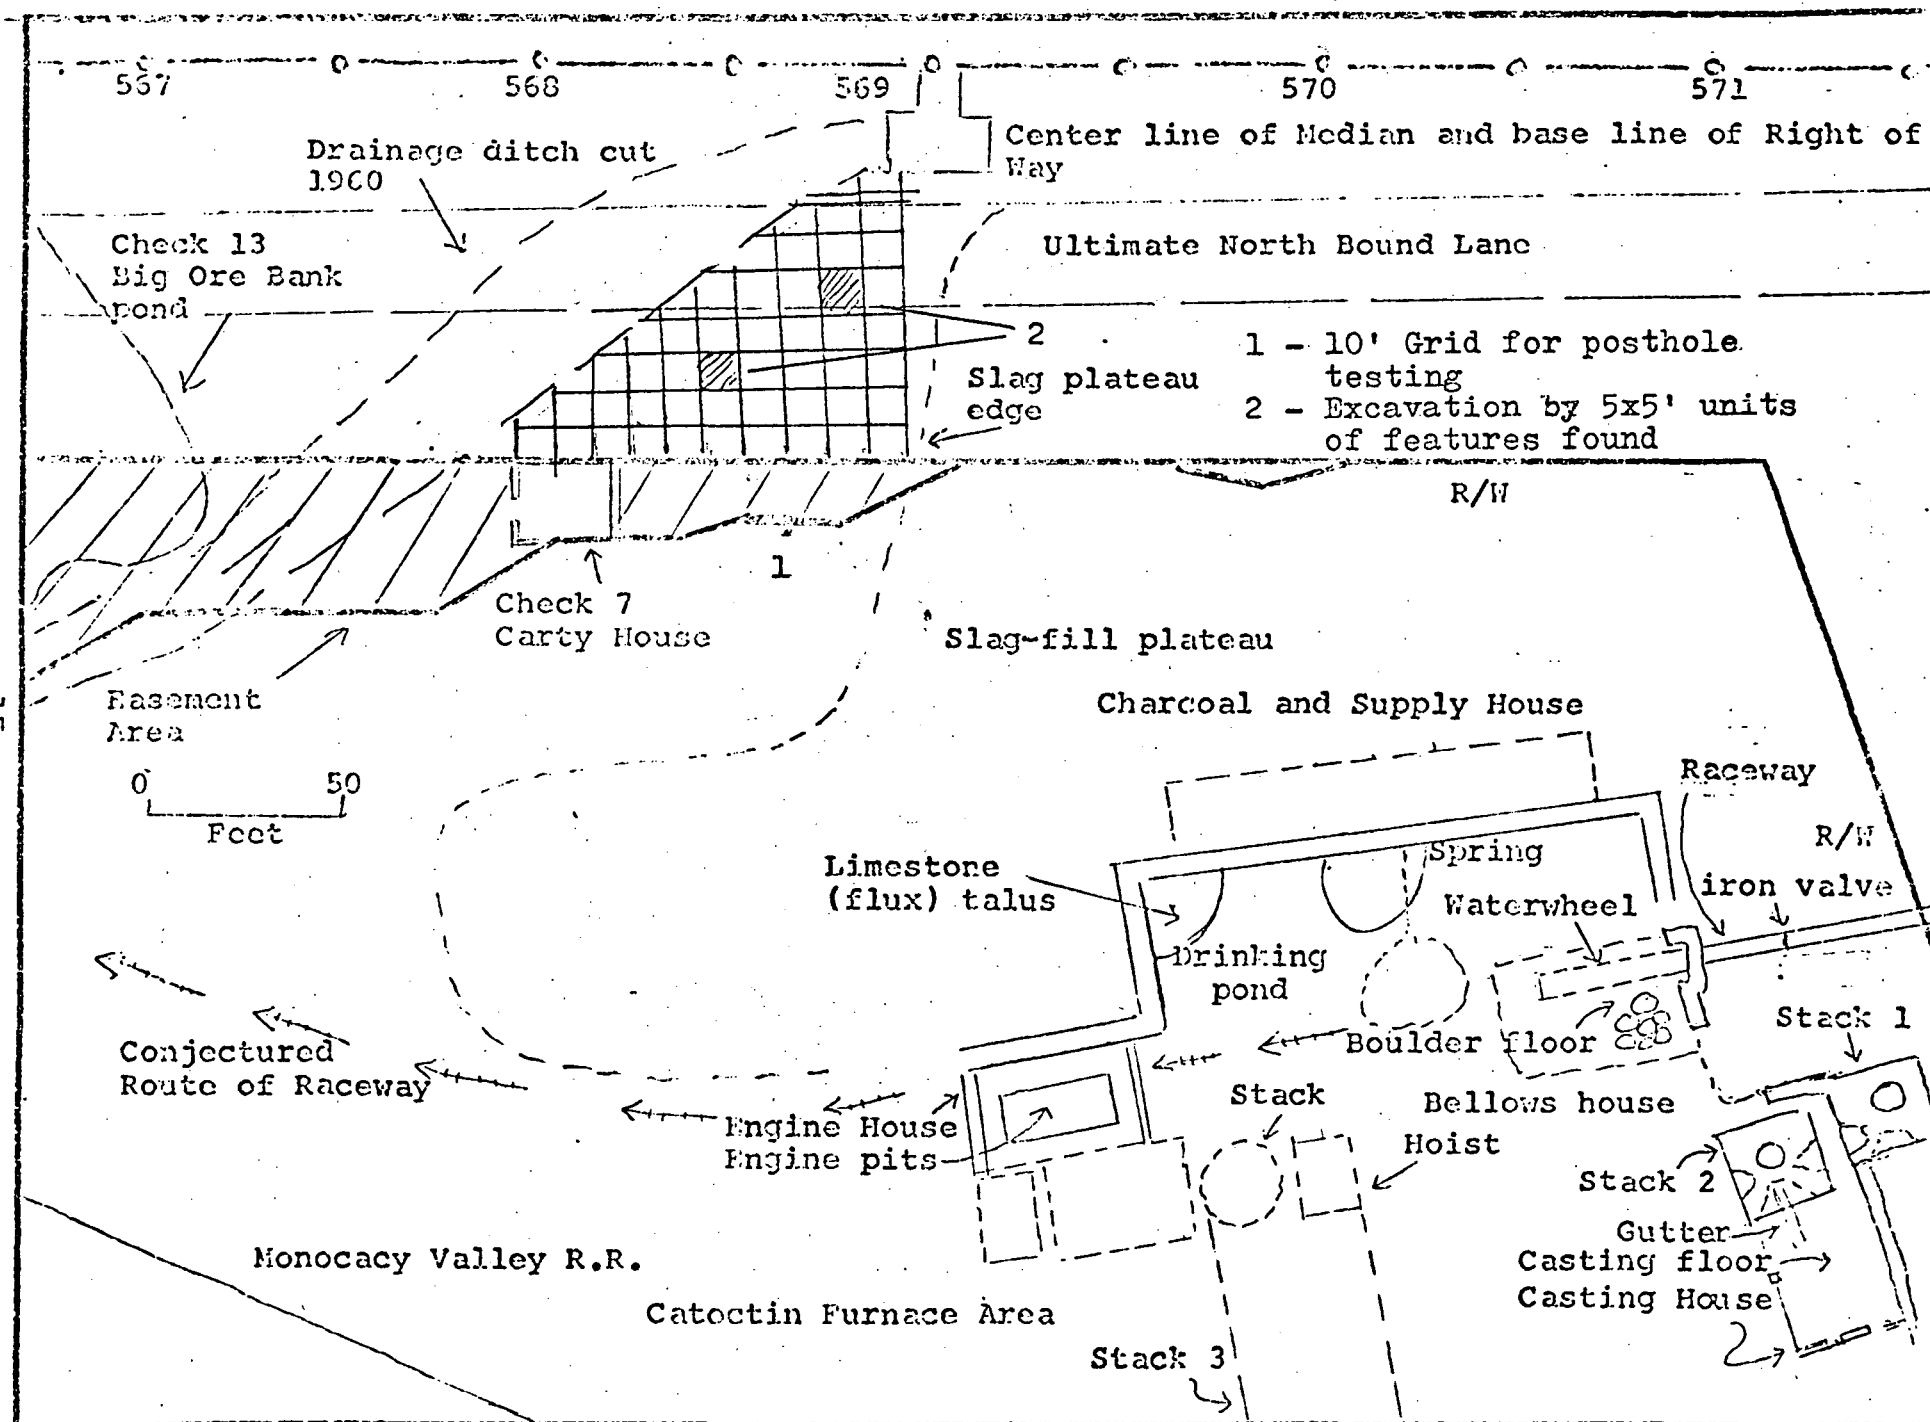 567 568 569 570 571
Center line of Median and base line of Right of
Way
Drainage ditch cut
1960
Check 13
Big Ore Bank
pond
Ultimate North Bound Lane
2
1 - 10' Grid for posthole
testing
2 - Excavation by 5x5' units
of features found
Slag plateau
edge
R/W
1
Check 7
Carty House
Slag-fill plateau
Easement
Area
0 50
Feet
Charcoal and Supply House
Raceway
R/W
Limestone
(flux) talus
Spring
iron valve
Waterwheel
Drinking
pond
Stack 1
Boulder floor
Conjectured
Route of Raceway
Stack
Bellows house
Engine House
Engine pits
Hoist
Stack 2
Gutter
Casting floor
Casting House
Monocacy Valley R.R.
Catoctin Furnace Area
Stack 3